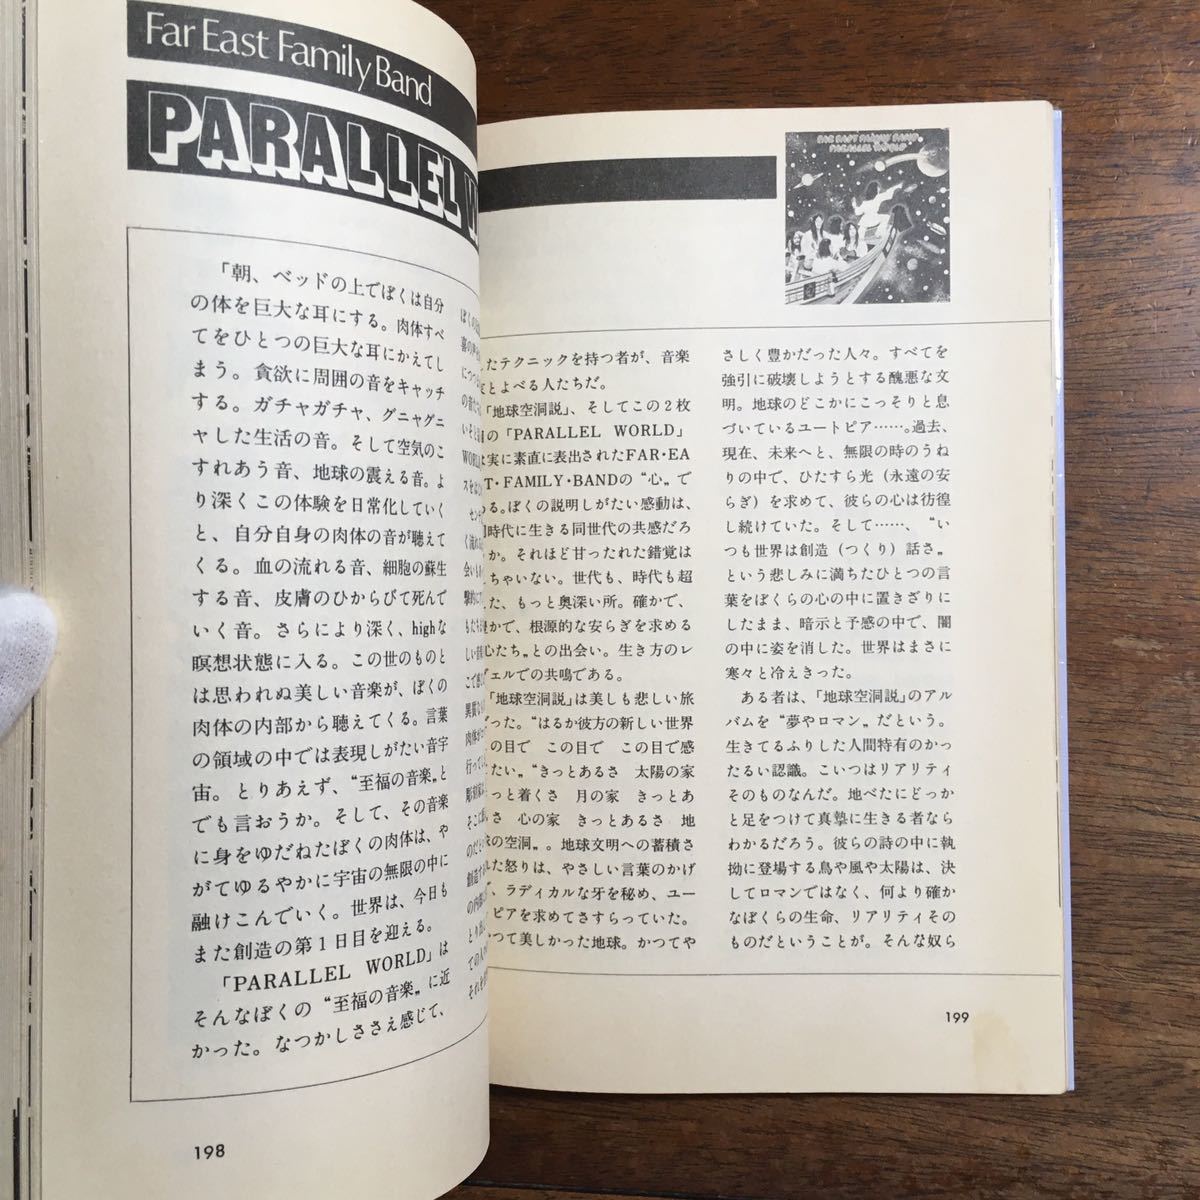 Far East Family Band
PARALLEL
「朝、ベッドの上でぼくは自分
の体を巨大な耳にする。肉体すべ
てをひとつの巨大な耳にかえてし
まう。貪欲に周囲の音をキャッチ
する。ガチャガチャ、グニャグニ
ャした生活の音。そして空気のこ
すれあう音、地球の震える音。よ
り深くこの体験を日常化していく
と、自分自身の肉体の音が聴えて
くる。血の流れる音、細胞の蘇生
する音、皮膚のひからびて死んで
いく音。さらにより深く、highな
瞑想状態に入る。この世のものと
は思われぬ美しい音楽が、ぼくの
肉体の内部から聴えてくる。言葉
の領域の中では表現しがたい音宇
宙。とりあえず、“至福の音楽„と
でも言おうか。そして、その音楽
に身をゆだねたぼくの肉体は、や
がてゆるやかに宇宙の無限の中に
融けこんでいく。世界は、今日も
また創造の第1日目を迎える。
「PARALLEL WORLD」は
そんなぼくの“至福の音楽„に近
かった。なつかしささえ感じて、
198
FAR EAST FAMILY BAND
PARALLEL WORLD
たテクニックを持つ者が、音楽
とよべる人たちだ。
「地球空洞説」、そしてこの2枚
の「PARALLEL WORLD」
実に素直に表出されたFAR・EA
T・FAMILY・BANDの“心„で
る。ぼくの説明しがたい感動は、
時代に生きる同世代の共感だろ
か。それほど甘ったれた錯覚は
ちゃいない。世代も、時代も超
た、もっと奥深い所。確かで、
かで、根源的な安らぎを求める
心たち„との出会い。生き方のレ
ェルでの共鳴である。
「地球空洞説」は美しも悲しい旅
だった。“はるか彼方の新しい世界
の目で この目で この目で感
たい„“きっとあるさ 太陽の家
っと着くさ 月の家 きっとあ
さ 心の家 きっとあるさ 地
の空洞„。地球文明への蓄積さ
た怒りは、やさしい言葉のかげ
、ラディカルな牙を秘め、ユー
ピアを求めてさすらっていた。
つて美しかった地球。かつてや
さしく豊かだった人々。すべてを
強引に破壊しようとする醜悪な文
明。地球のどこかにこっそりと息
づいているユートピア……。過去、
現在、未来へと、無限の時のうね
りの中で、ひたすら光(永遠の安
らぎ)を求めて、彼らの心は彷徨
し続けていた。そして……、“い
つも世界は創造(つくり)話さ„
という悲しみに満ちたひとつの言
葉をぼくらの心の中に置きざりに
したまま、暗示と予感の中で、闇
の中に姿を消した。世界はまさに
寒々と冷えきった。
ある者は、「地球空洞説」のアル
バムを“夢やロマン„だという。
生きてるふりした人間特有のかっ
たるい認識。こいつはリアリティ
そのものなんだ。地べたにどっか
と足をつけて真摯に生きる者なら
わかるだろう。彼らの詩の中に執
拗に登場する鳥や風や太陽は、決
してロマンではなく、何より確か
なぼくらの生命、リアリティその
ものだということが。そんな奴ら
199